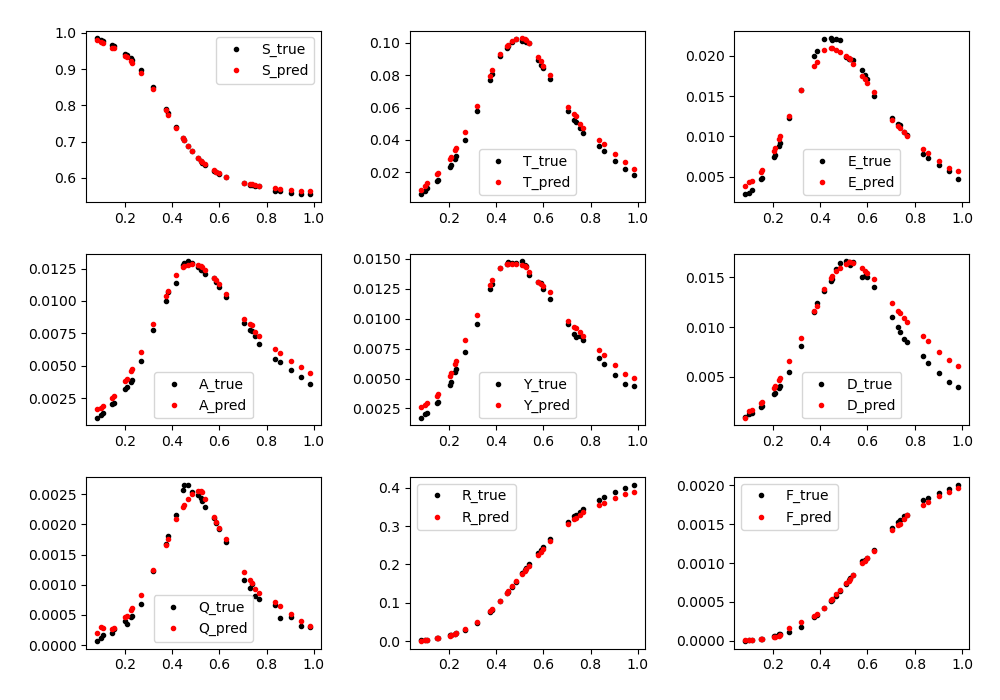 1.0
0.9
0.8
0.7
0.6
S_true
S_pred
0.2 0.4 0.6 0.8 1.0
0.10
0.08
0.06
0.04
0.02
T_true
T_pred
0.2 0.4 0.6 0.8 1.0
0.020
0.015
0.010
0.005
E_true
E_pred
0.2 0.4 0.6 0.8 1.0
0.0125
0.0100
0.0075
0.0050
0.0025
A_true
A_pred
0.2 0.4 0.6 0.8 1.0
0.0150
0.0125
0.0100
0.0075
0.0050
0.0025
Y_true
Y_pred
0.2 0.4 0.6 0.8 1.0
0.015
0.010
0.005
D_true
D_pred
0.2 0.4 0.6 0.8 1.0
0.0025
0.0020
0.0015
0.0010
0.0005
0.0000
Q_true
Q_pred
0.2 0.4 0.6 0.8 1.0
0.4
0.3
0.2
0.1
0.0
R_true
R_pred
0.2 0.4 0.6 0.8 1.0
0.0020
0.0015
0.0010
0.0005
0.0000
F_true
F_pred
0.2 0.4 0.6 0.8 1.0